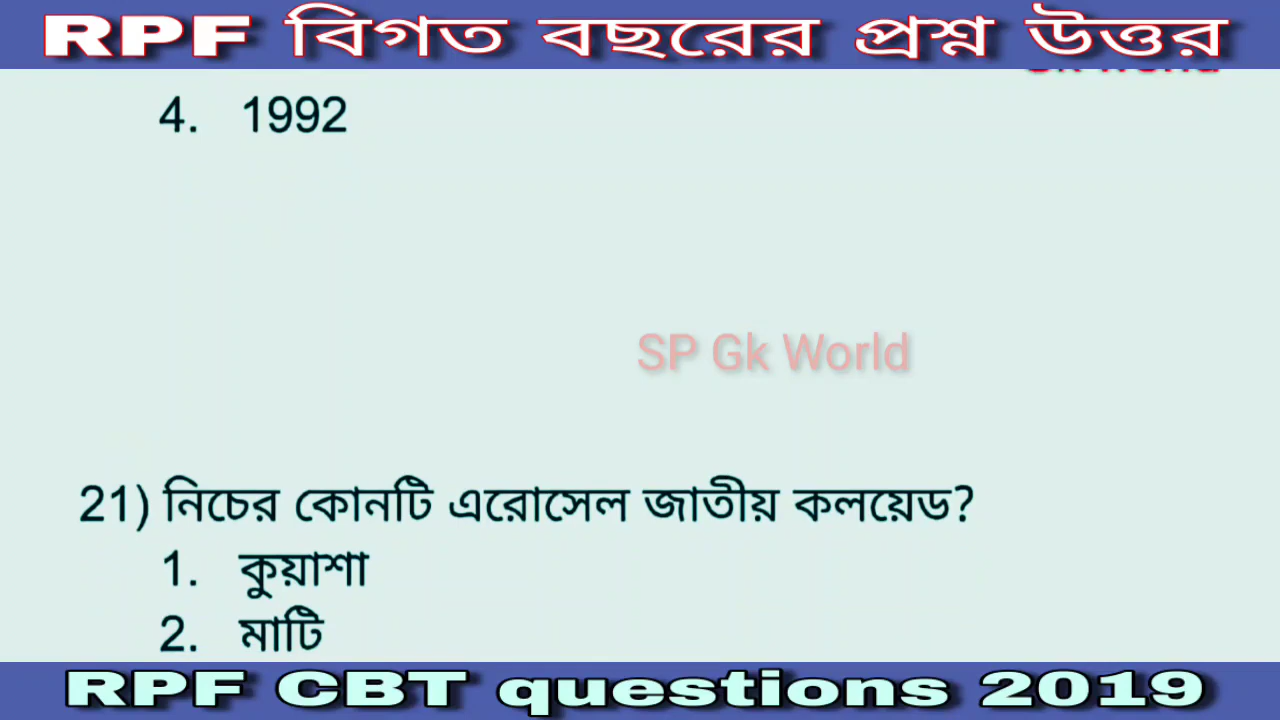 RPF বিগত বছরের প্রশ্ন উত্তর
4. 1992
SP Gk World
21) নিচের কোনটি এরোসেল জাতীয় কলয়েড?
1. কুয়াশা
2. মাটি
RPF CBT questions 2019